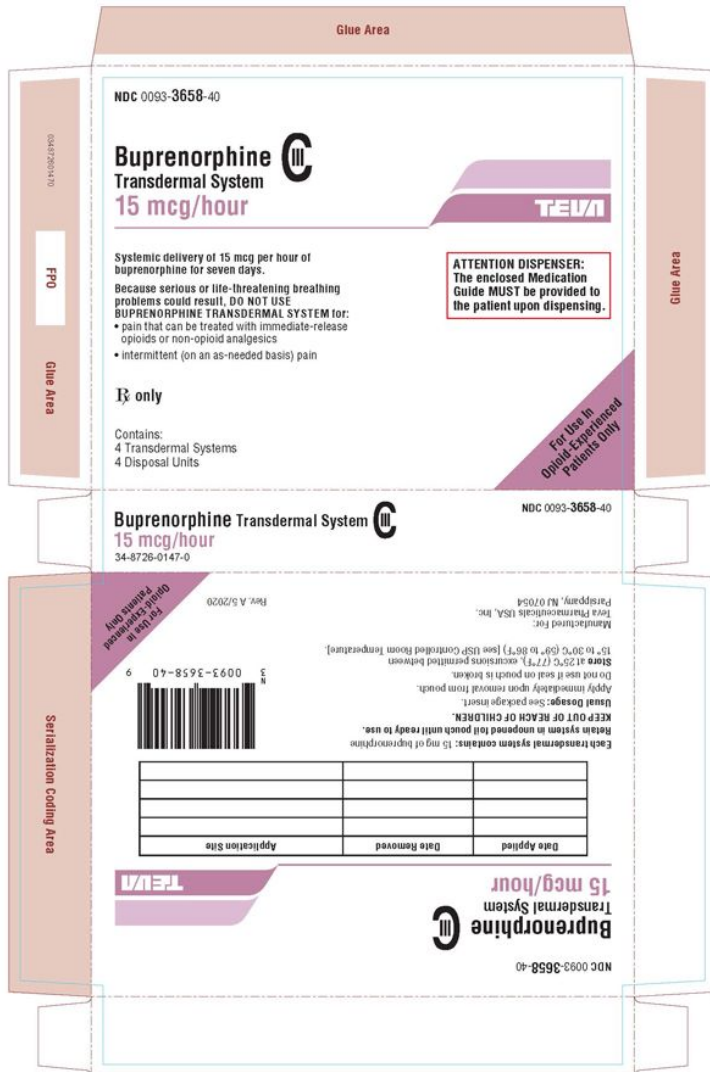 Glue Area
NDC 0093-3658-40
Buprenorphine CIII
Transdermal System
15 mcg/hour
TEVA
Systemic delivery of 15 mcg per hour of
buprenorphine for seven days.
Because serious or life-threatening breathing
problems could result, DO NOT USE
BUPRENORPHINE TRANSDERMAL SYSTEM for:
• pain that can be treated with immediate-release
opioids or non-opioid analgesics
• intermittent (on an as-needed basis) pain
ATTENTION DISPENSER:
The enclosed Medication
Guide MUST be provided to
the patient upon dispensing.
℞ only
Contains:
4 Transdermal Systems
4 Disposal Units
For Use In
Opioid-Experienced
Patients Only
034872601470
FPO
Glue Area
Glue Area
Buprenorphine Transdermal System CIII
15 mcg/hour
34-8726-0147-0
NDC 0093-3658-40
NDC 0093-3658-40
Buprenorphine CIII
Transdermal System
15 mcg/hour
TEVA
Date Applied Date Removed Application Site
Each transdermal system contains: 15 mg of buprenorphine
Retain system in unopened foil pouch until ready to use.
KEEP OUT OF REACH OF CHILDREN.
Usual Dosage: See package insert.
Apply immediately upon removal from pouch.
Do not use if seal on pouch is broken.
Store at 25°C (77°F), excursions permitted between
15° to 30°C (59° to 86°F) [see USP Controlled Room Temperature].
Manufactured For:
Teva Pharmaceuticals USA, Inc.
Parsippany, NJ 07054
Rev. A 5/2020
N
3 0093-3658-40 9
For Use In
Opioid-Experienced
Patients Only
Serialization Coding Area